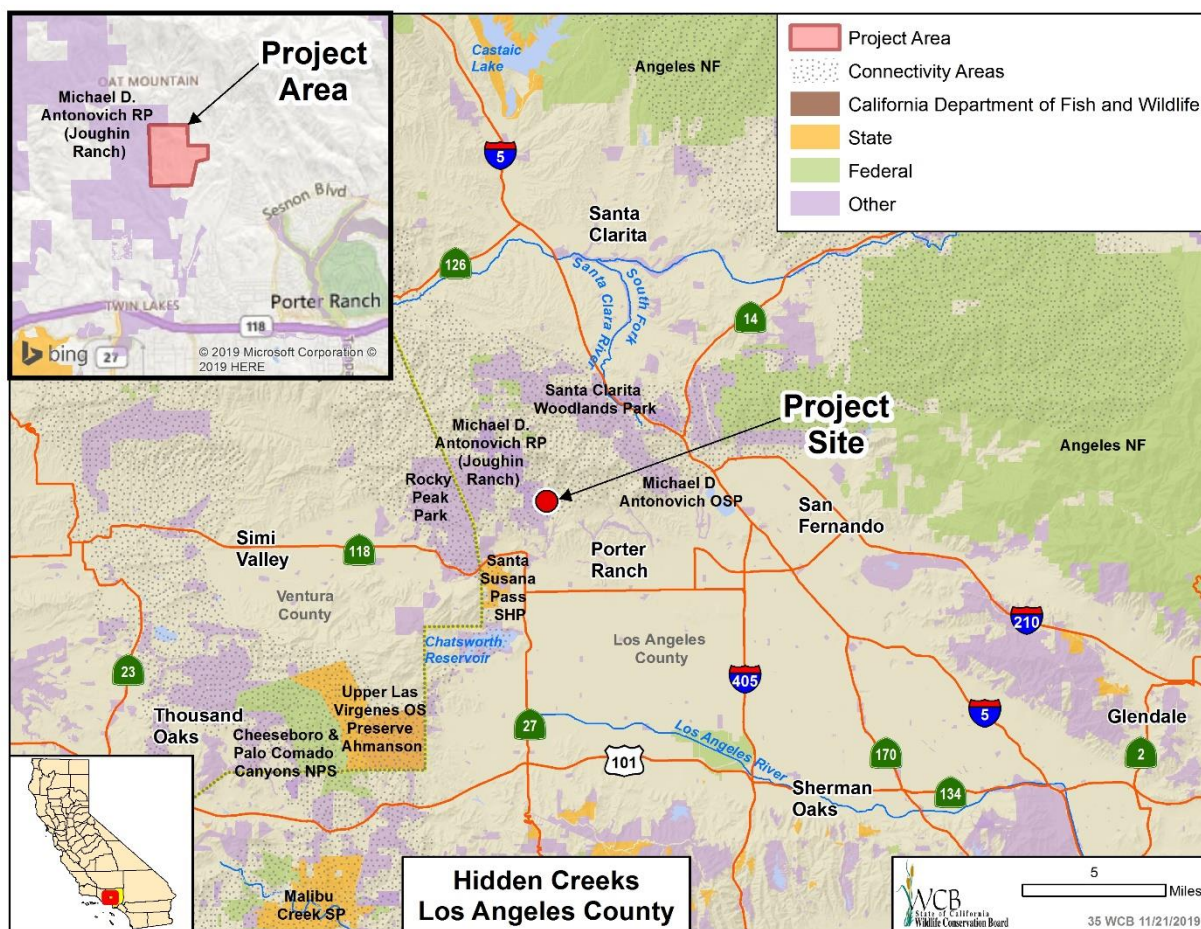 Project
Area
OAT MOUNTAIN
Michael D.
Antonovich RP
(Joughin
Ranch)
Sesnon Blvd
Porter Ranch
TWIN LAKES
118
bing
27
© 2019 Microsoft Corporation ©
2019 HERE
Project Area
Connectivity Areas
California Department of Fish and Wildlife
State
Federal
Other
Castaic
Lake
Angeles NF
5
Santa
Clarita
126
Santa Clara River
South Fork
14
Santa Clarita
Woodlands Park
Project
Site
Michael D.
Antonovich RP
(Joughin
Ranch)
Rocky
Peak
Park
Michael D
Antonovich OSP
Angeles NF
San
Fernando
Simi
Valley
118
Porter
Ranch
Santa
Susana
Pass
SHP
Ventura
County
Chatsworth
Reservoir
Los Angeles
County
210
23
405
5
Upper Las
Virgenes OS
Preserve
Ahmanson
Thousand
Oaks
Cheeseboro &
Palo Comado
Canyons NPS
27
Los Angeles River
Glendale
101
170
2
Sherman
Oaks
134
Malibu
Creek SP
Hidden Creeks
Los Angeles County
WCB
State of California
Wildlife Conservation Board
5
Miles
35 WCB 11/21/2019